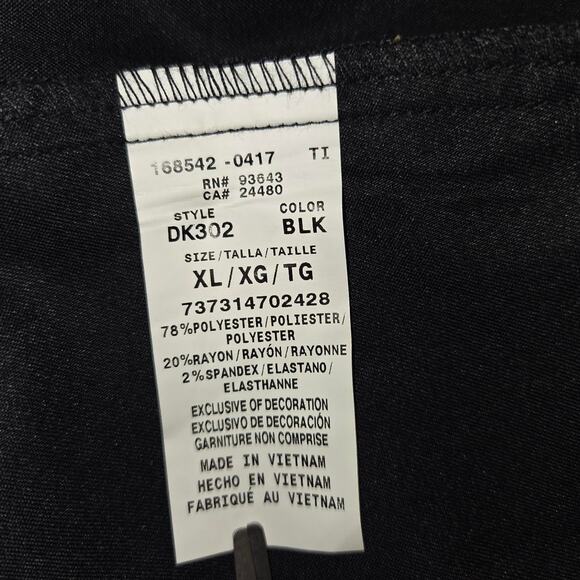 168542 -0417 TI
RN# 93643
CA# 24480
STYLE COLOR
DK302 BLK
SIZE/TALLA/TAILLE
XL/XG/TG
737314702428
78%POLYESTER/POLIESTER/
POLYESTER
20%RAYON/RAYÓN/RAYONNE
2%SPANDEX/ELASTANO/
ELASTHANNE
EXCLUSIVE OF DECORATION
EXCLUSIVO DE DECORACIÓN
GARNITURE NON COMPRISE
MADE IN VIETNAM
HECHO EN VIETNAM
FABRIQUÉ AU VIETNAM